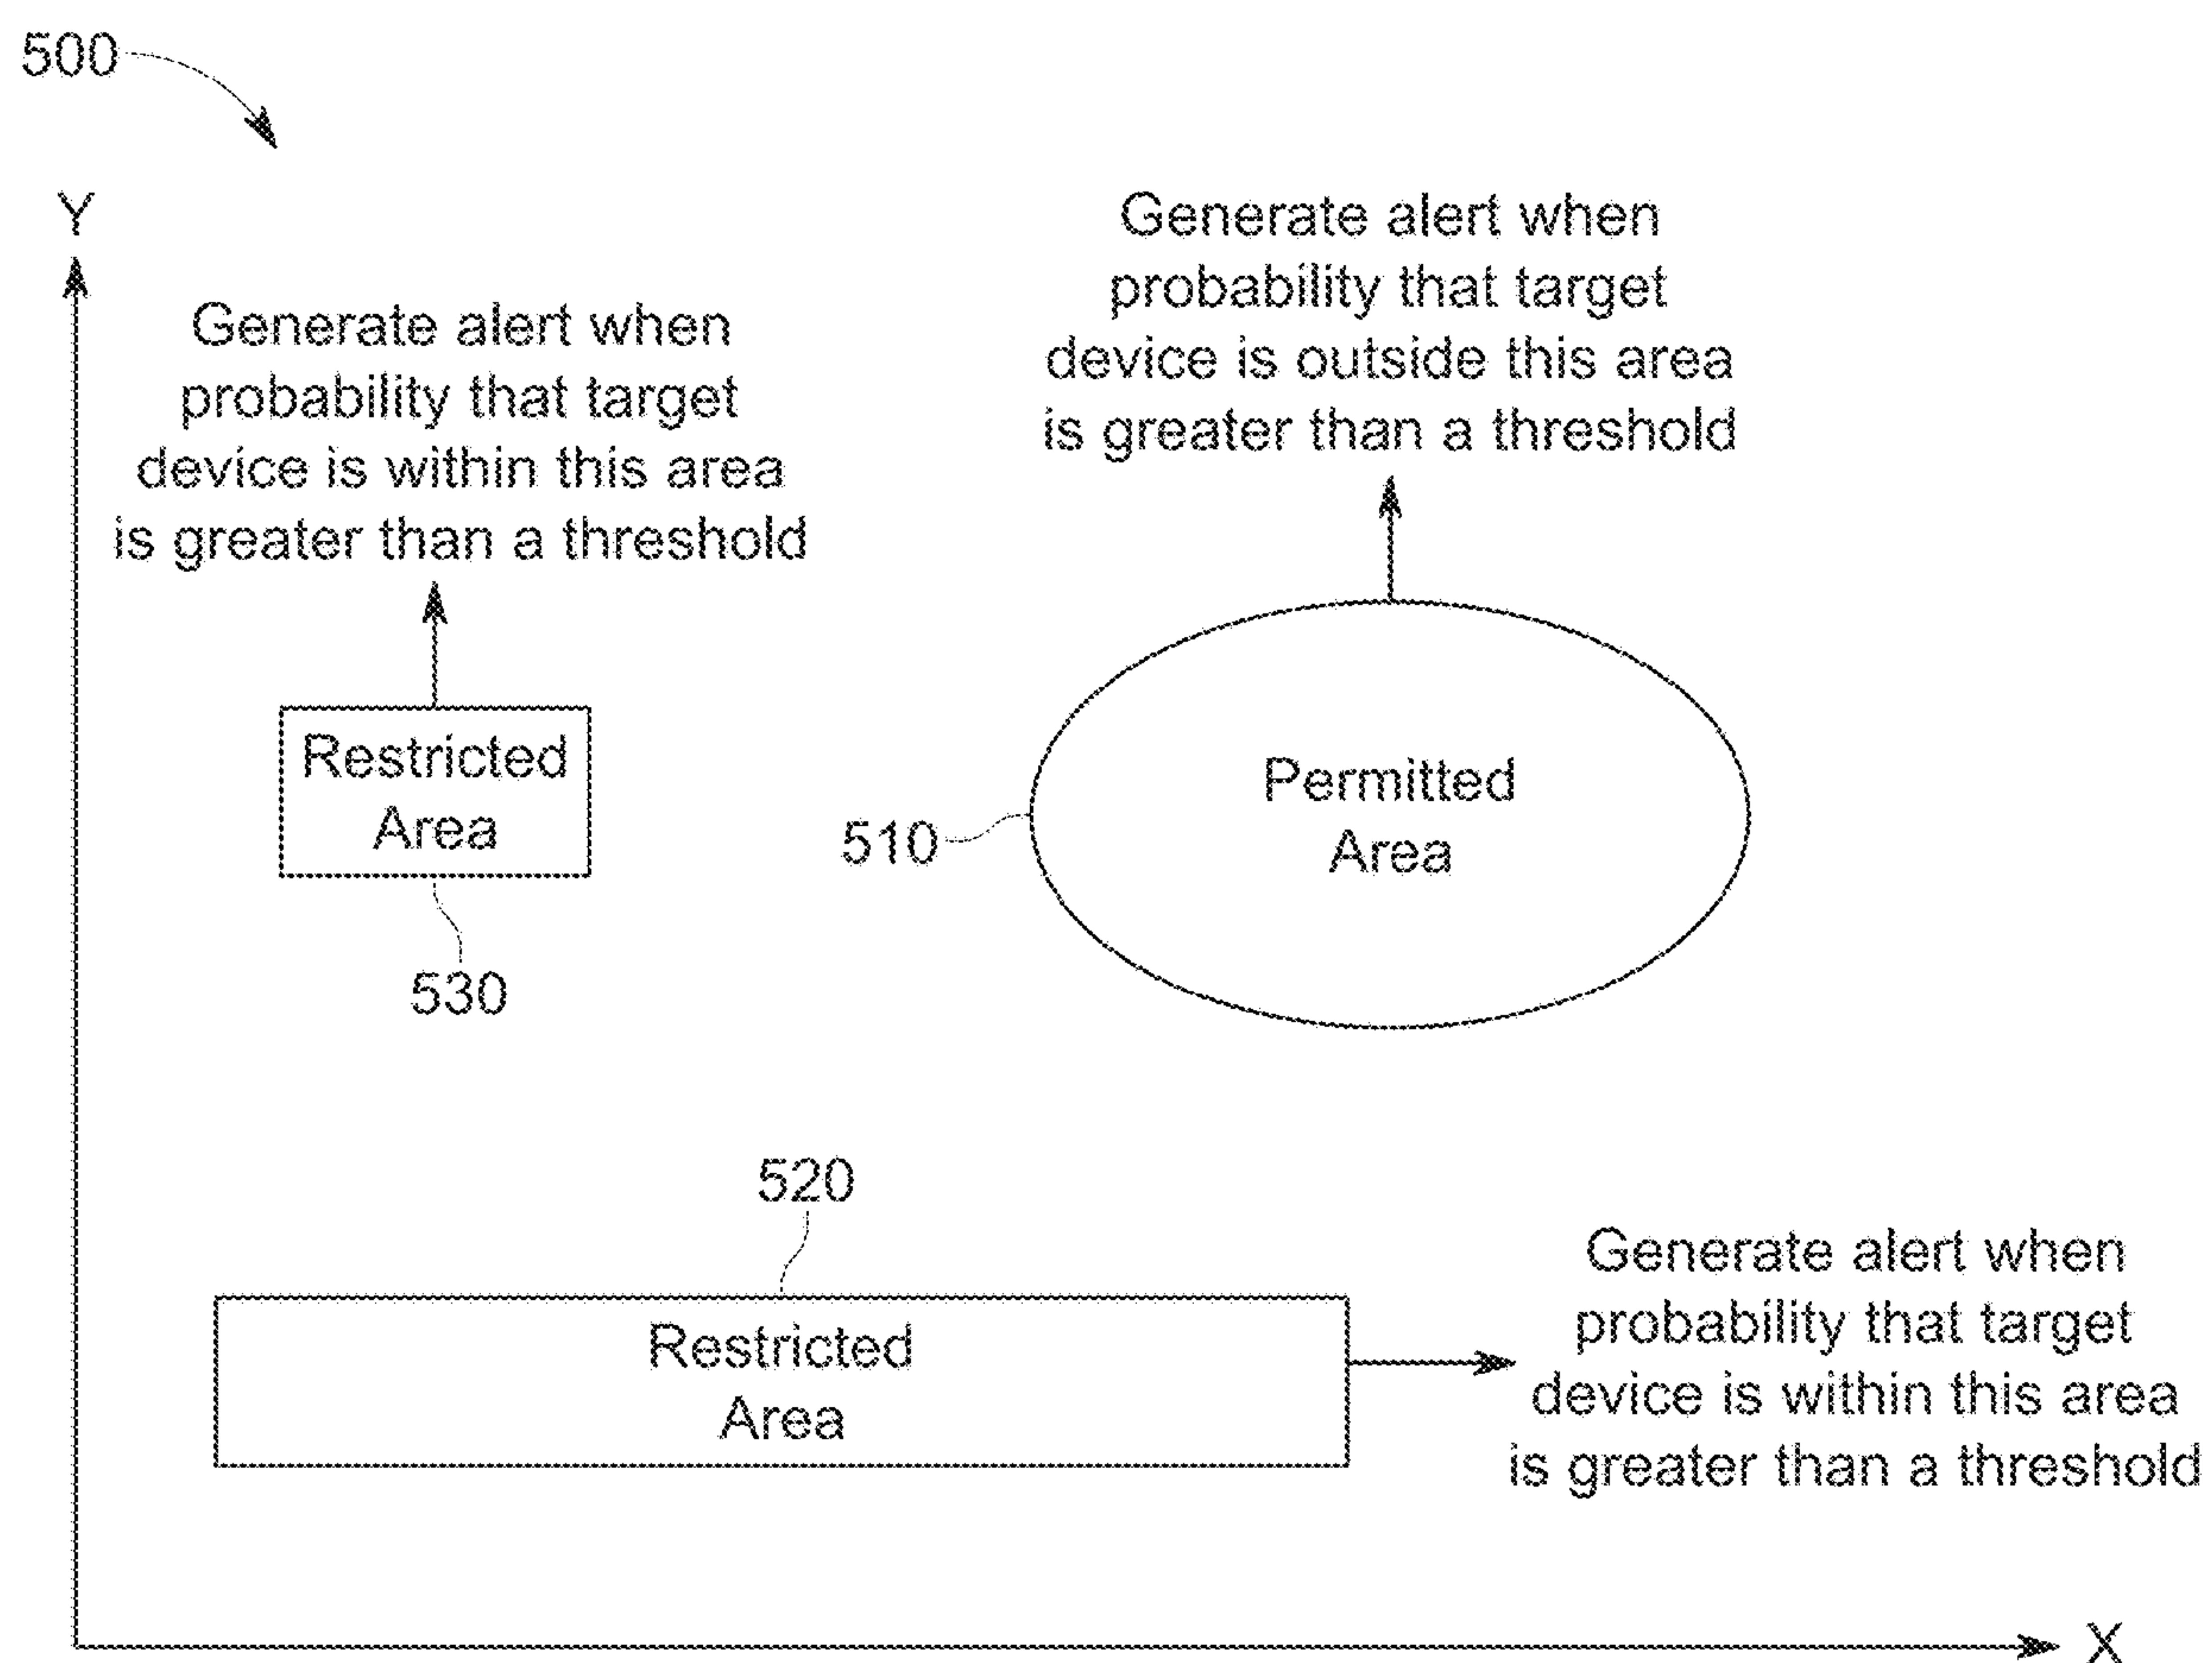 500
Y
Generate alert when
probability that target
device is within this area
is greater than a threshold
Generate alert when
probability that target
device is outside this area
is greater than a threshold
Restricted
Area
530
510
Permitted
Area
520
Restricted
Area
Generate alert when
probability that target
device is within this area
is greater than a threshold
X